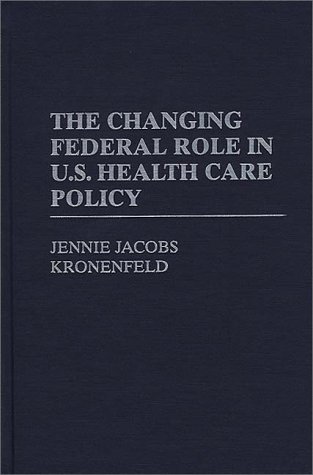 THE CHANGING
FEDERAL ROLE IN
U.S. HEALTH CARE
POLICY
JENNIE JACOBS
KRONENFELD